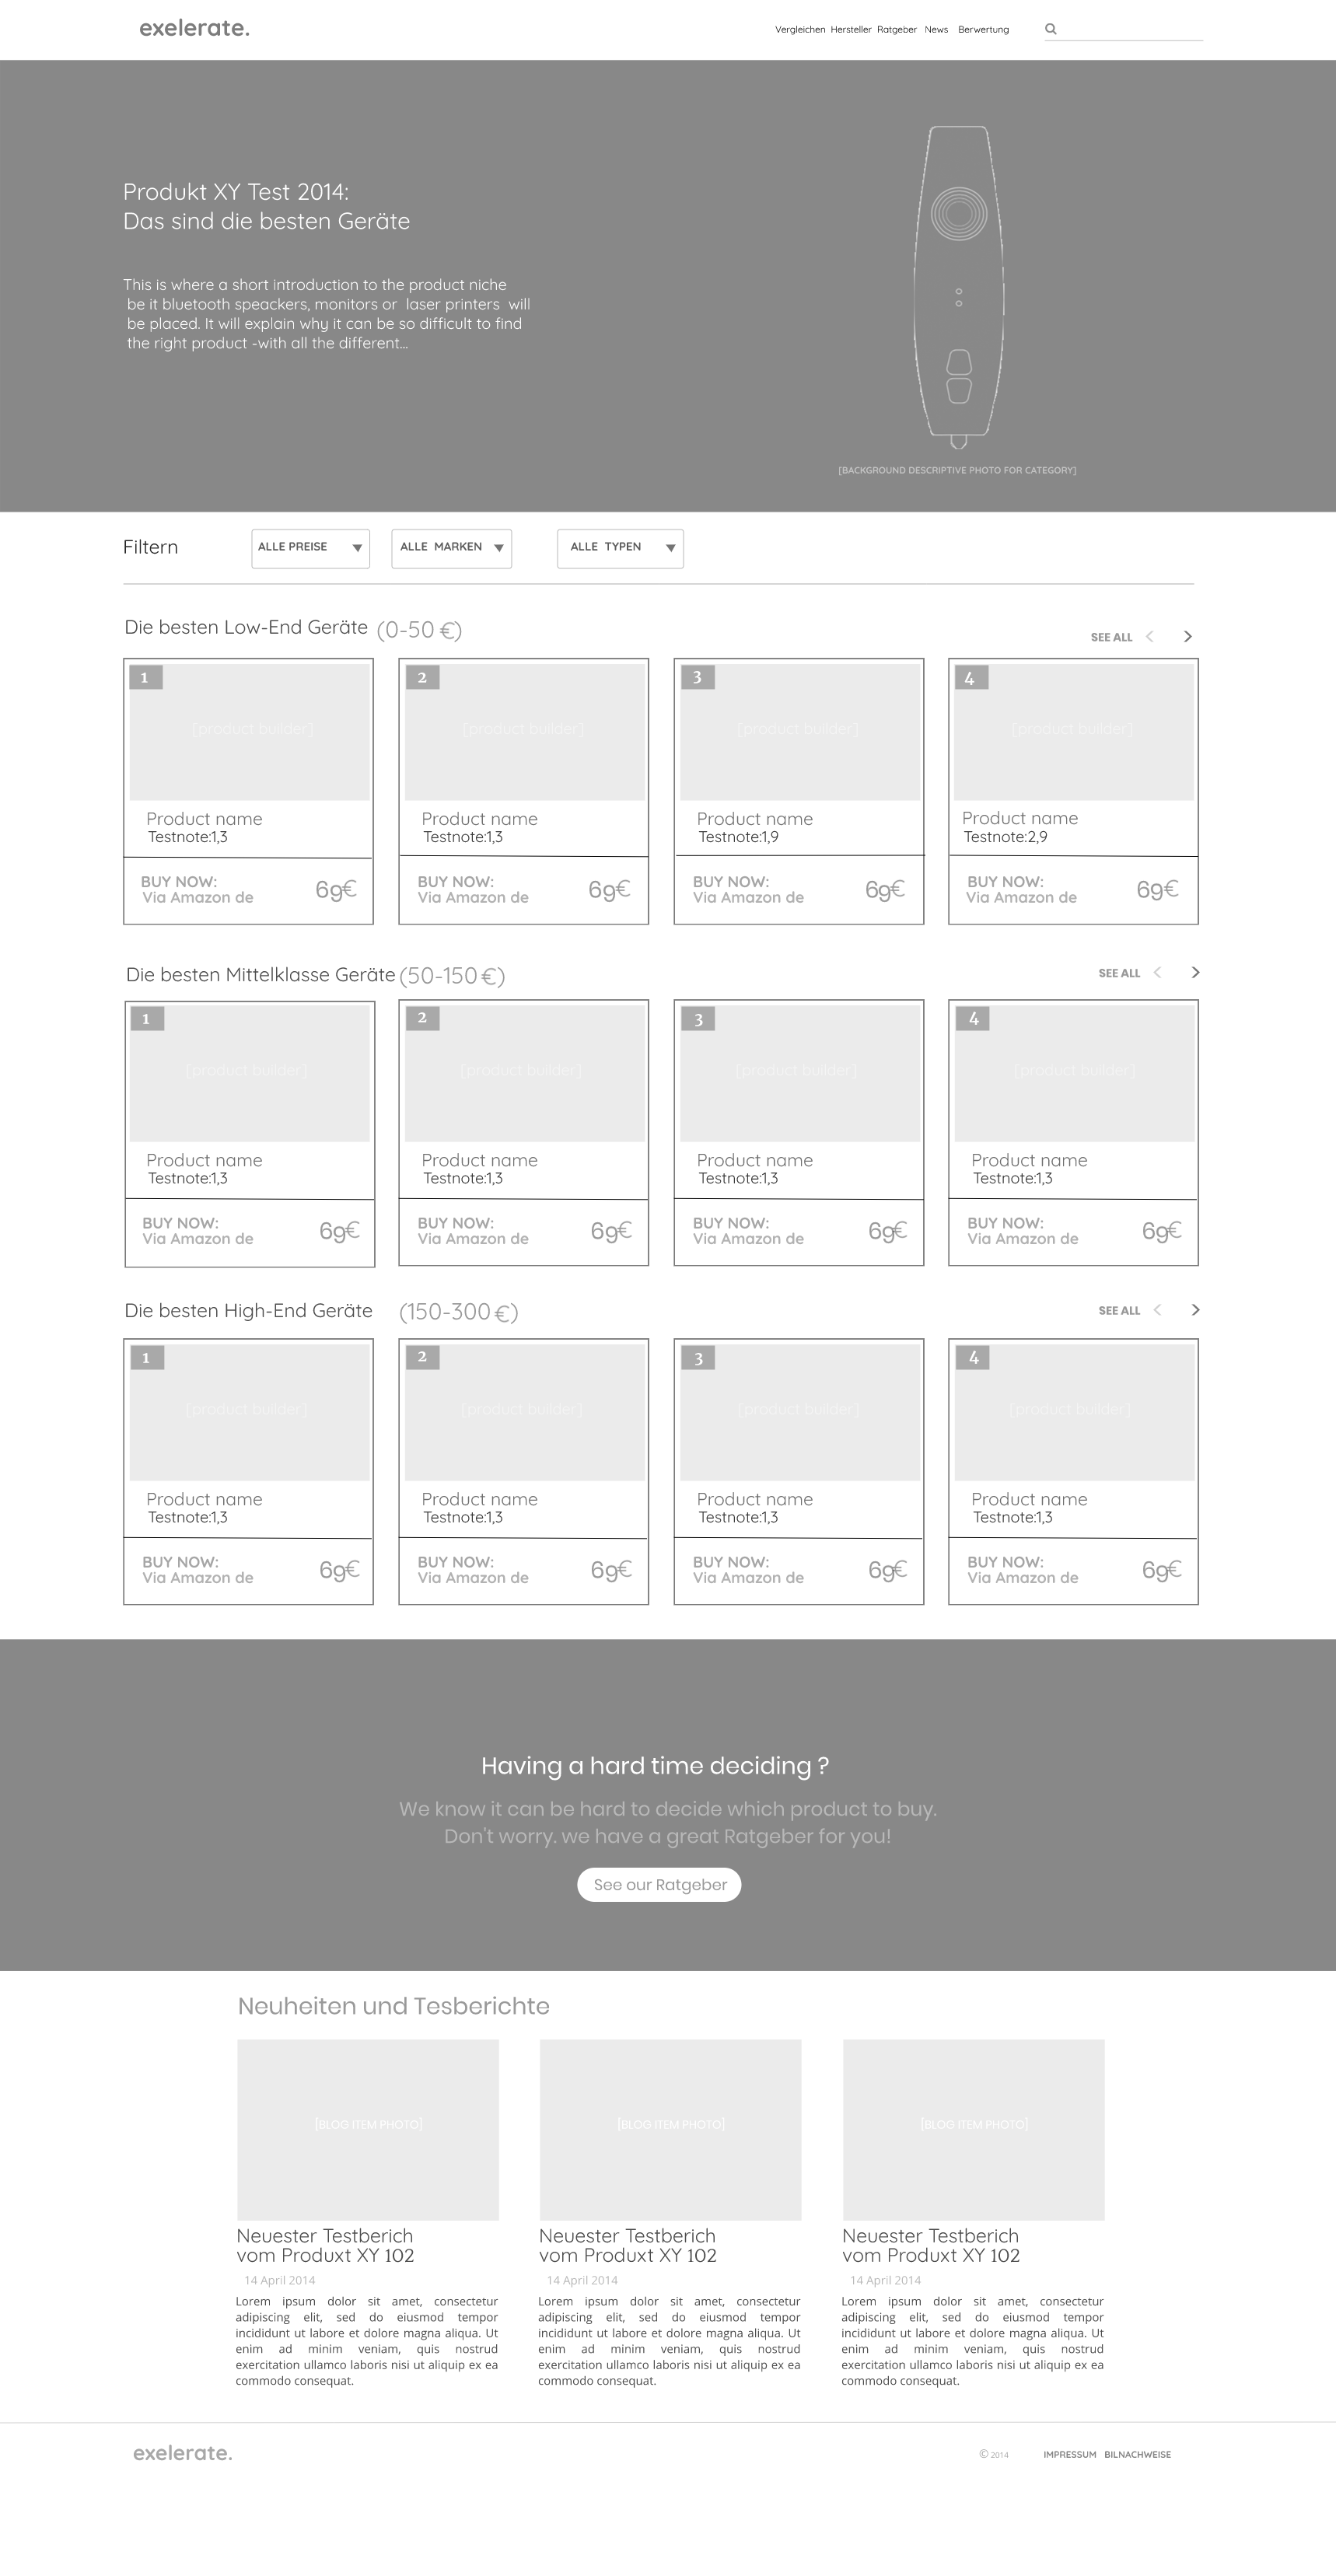 exelerate.
Vergleichen Hersteller Ratgeber News Berwertung
Produkt XY Test 2014:
Das sind die besten Geräte
This is where a short introduction to the product niche
be it bluetooth speackers, monitors or laser printers will
be placed. It will explain why it can be so difficult to find
the right product -with all the different...
[BACKGROUND DESCRIPTIVE PHOTO FOR CATEGORY]
Filtern ALLE PREISE ALLE MARKEN ALLE TYPEN
Die besten Low-End Geräte (0-50 €) SEE ALL < >
1 2 3 4
[product builder] [product builder] [product builder] [product builder]
Product name Product name Product name Product name
Testnote:1,3 Testnote:1,3 Testnote:1,9 Testnote:2,9
BUY NOW: BUY NOW: BUY NOW: BUY NOW:
Via Amazon de 69€ Via Amazon de 69€ Via Amazon de 69€ Via Amazon de 69€
Die besten Mittelklasse Geräte (50-150 €) SEE ALL < >
1 2 3 4
[product builder] [product builder] [product builder] [product builder]
Product name Product name Product name Product name
Testnote:1,3 Testnote:1,3 Testnote:1,3 Testnote:1,3
BUY NOW: BUY NOW: BUY NOW: BUY NOW:
Via Amazon de 69€ Via Amazon de 69€ Via Amazon de 69€ Via Amazon de 69€
Die besten High-End Geräte (150-300 €) SEE ALL < >
1 2 3 4
[product builder] [product builder] [product builder] [product builder]
Product name Product name Product name Product name
Testnote:1,3 Testnote:1,3 Testnote:1,3 Testnote:1,3
BUY NOW: BUY NOW: BUY NOW: BUY NOW:
Via Amazon de 69€ Via Amazon de 69€ Via Amazon de 69€ Via Amazon de 69€
Having a hard time deciding ?
We know it can be hard to decide which product to buy.
Don't worry. we have a great Ratgeber for you!
See our Ratgeber
Neuheiten und Tesberichte
[BLOG ITEM PHOTO]
Neuester Testberich
vom Produxt XY 102
14 April 2014
Lorem ipsum dolor sit amet, consectetur
adipiscing elit, sed do eiusmod tempor
incididunt ut labore et dolore magna aliqua. Ut
enim ad minim veniam, quis nostrud
exercitation ullamco laboris nisi ut aliquip ex ea
commodo consequat.
[BLOG ITEM PHOTO]
Neuester Testberich
vom Produxt XY 102
14 April 2014
Lorem ipsum dolor sit amet, consectetur
adipiscing elit, sed do eiusmod tempor
incididunt ut labore et dolore magna aliqua. Ut
enim ad minim veniam, quis nostrud
exercitation ullamco laboris nisi ut aliquip ex ea
commodo consequat.
[BLOG ITEM PHOTO]
Neuester Testberich
vom Produxt XY 102
14 April 2014
Lorem ipsum dolor sit amet, consectetur
adipiscing elit, sed do eiusmod tempor
incididunt ut labore et dolore magna aliqua. Ut
enim ad minim veniam, quis nostrud
exercitation ullamco laboris nisi ut aliquip ex ea
commodo consequat.
exelerate.
© 2014 IMPRESSUM BILNACHWEISE